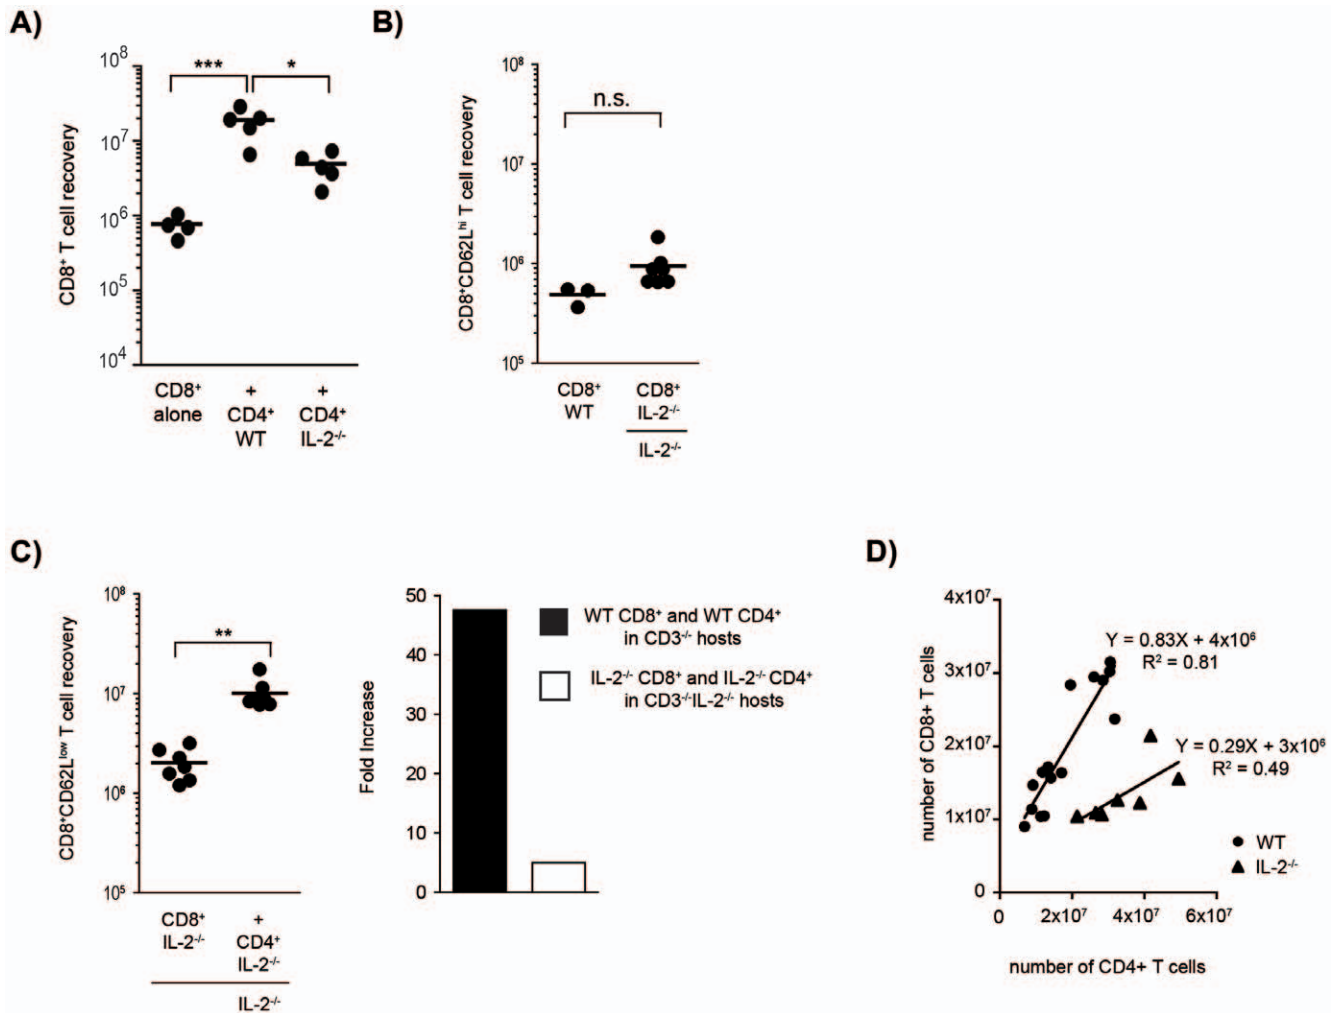 A)
10⁸
10⁷
10⁶
10⁵
10⁴
CD8⁺ T cell recovery
***
*
CD8⁺
alone
+
CD4⁺
WT
+
CD4⁺
IL-2⁻/⁻
B)
10⁸
10⁷
10⁶
10⁵
CD8⁺CD62Lʰⁱ T cell recovery
n.s.
CD8⁺
WT
CD8⁺
IL-2⁻/⁻
IL-2⁻/⁻
C)
10⁸
10⁷
10⁶
10⁵
CD8⁺CD62Lˡᵒʷ T cell recovery
**
CD8⁺
IL-2⁻/⁻
+
CD4⁺
IL-2⁻/⁻
IL-2⁻/⁻
50
40
30
20
10
0
Fold Increase
WT CD8⁺ and WT CD4⁺
in CD3⁻/⁻ hosts
IL-2⁻/⁻ CD8⁺ and IL-2⁻/⁻ CD4⁺
in CD3⁻/⁻IL-2⁻/⁻ hosts
D)
4x10⁷
3x10⁷
2x10⁷
1x10⁷
0
number of CD8+ T cells
Y = 0.83X + 4x10⁶
R² = 0.81
Y = 0.29X + 3x10⁶
R² = 0.49
WT
IL-2⁻/⁻
0
2x10⁷
4x10⁷
6x10⁷
number of CD4+ T cells